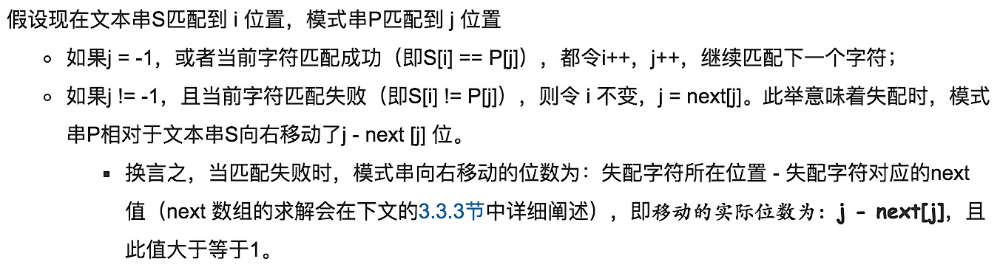 假设现在文本串S匹配到 i 位置，模式串P匹配到 j 位置
如果j = -1，或者当前字符匹配成功（即S[i] == P[j]），都令i++，j++，继续匹配下一个字符；
如果j != -1，且当前字符匹配失败（即S[i] != P[j]），则令 i 不变，j = next[j]。此举意味着失配时，模式
串P相对于文本串S向右移动了j - next [j] 位。
换言之，当匹配失败时，模式串向右移动的位数为：失配字符所在位置 - 失配字符对应的next
值（next 数组的求解会在下文的3.3.3节中详细阐述），即移动的实际位数为：j - next[j]，且
此值大于等于1。